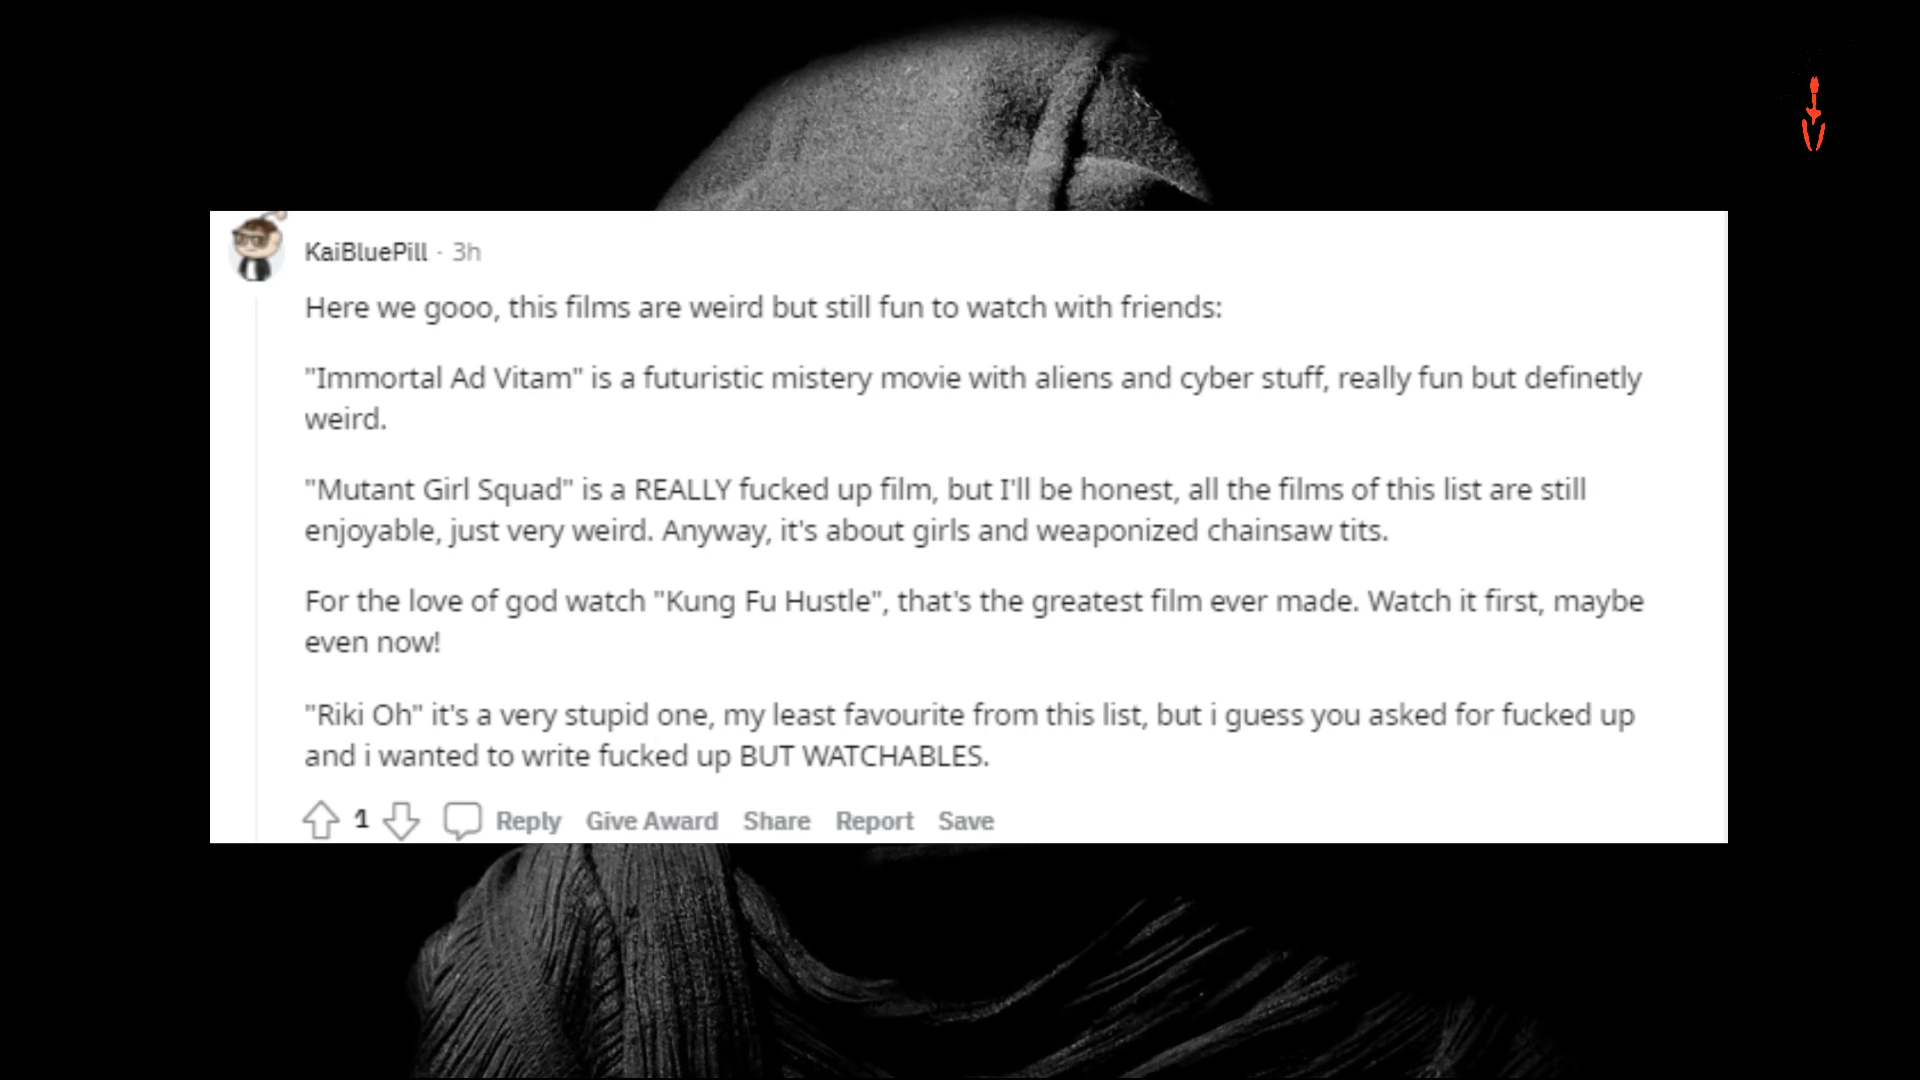 KaiBluePill · 3h
Here we gooo, this films are weird but still fun to watch with friends:
"Immortal Ad Vitam" is a futuristic mistery movie with aliens and cyber stuff, really fun but definetly
weird.
"Mutant Girl Squad" is a REALLY fucked up film, but I'll be honest, all the films of this list are still
enjoyable, just very weird. Anyway, it's about girls and weaponized chainsaw tits.
For the love of god watch "Kung Fu Hustle", that's the greatest film ever made. Watch it first, maybe
even now!
"Riki Oh" it's a very stupid one, my least favourite from this list, but i guess you asked for fucked up
and i wanted to write fucked up BUT WATCHABLES.
1 Reply Give Award Share Report Save